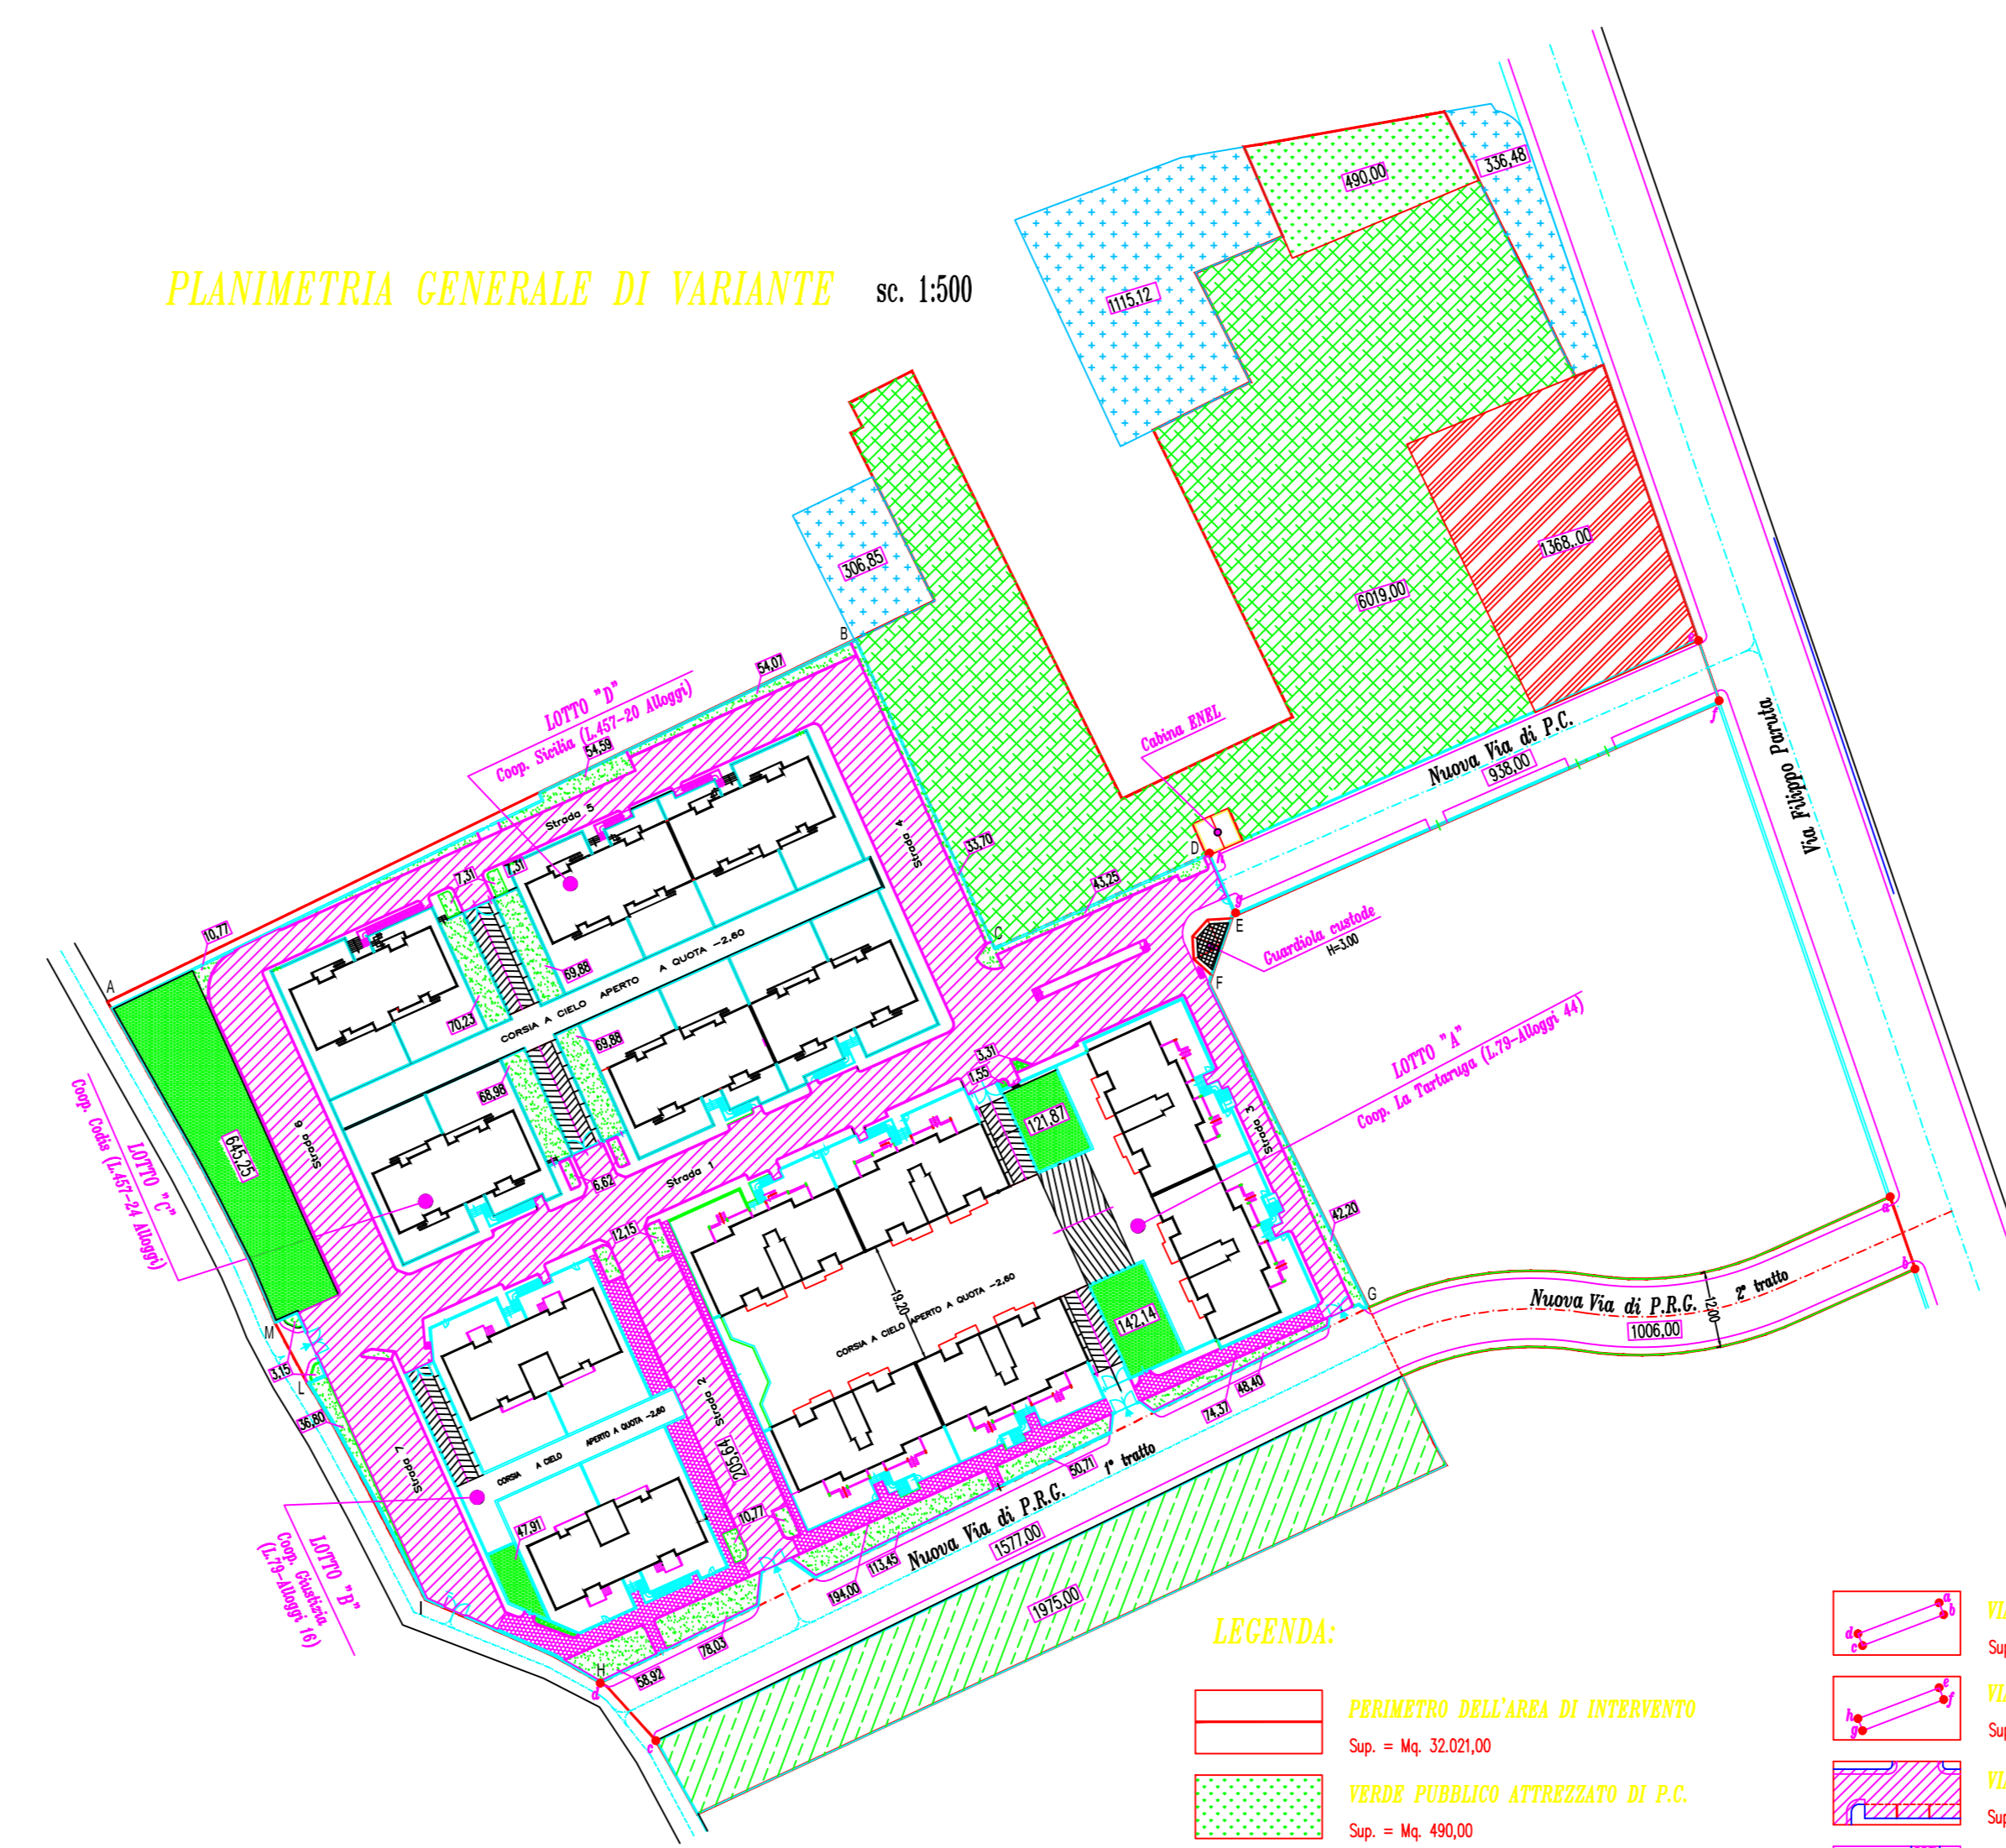 PLANIMETRIA GENERALE DI VARIANTE sc. 1:500
490,00
336,48
1115,12
306,85
6019,00
1368,.00
Via Filippo Paruta
B
54,07
LOTTO "D"
Coop. Sicilia (L.457-20 Alloggi)
54,59
Strada 5
Strada 4
33,70
Cabina ENEL
Nuova Via di P.C.
938,00
e
f
D
h
g
E
43,25
C
Guardiola custode
H=3.00
F
7,31
7,31
10,77
A
69,88
70,23
CORSIA A CIELO APERTO A QUOTA -2,60
69,88
68,98
LOTTO "A"
Coop. La Tartaruga (L.79-Alloggi 44)
3,31
1,55
121,87
Strada 3
Strada 6
645,25
LOTTO "C"
Coop. Codis (L.457-24 Alloggi)
6,62
Strada 1
12,15
42,20
a
b
G
Nuova Via di P.R.G.
2° tratto
12,00
1006,00
19.20
CORSIA A CIELO APERTO A QUOTA -2,60
142,14
M
3,15
L
36,80
Strada 7
Strada 2
205,64
APERTO A QUOTA -2,60
CORSIA A CIELO
48,40
74,37
1° tratto
50,71
Nuova Via di P.R.G.
1577,00
10,77
47,91
113,45
194,00
1975,00
LOTTO "B"
Coop. Giustizia
(L.79-Alloggi 16)
I
78,03
58,92
H
d
c
LEGENDA:
PERIMETRO DELL'AREA DI INTERVENTO
Sup. = Mq. 32.021,00
VERDE PUBBLICO ATTREZZATO DI P.C.
Sup. = Mq. 490,00
a
b
d
c
e
f
h
g